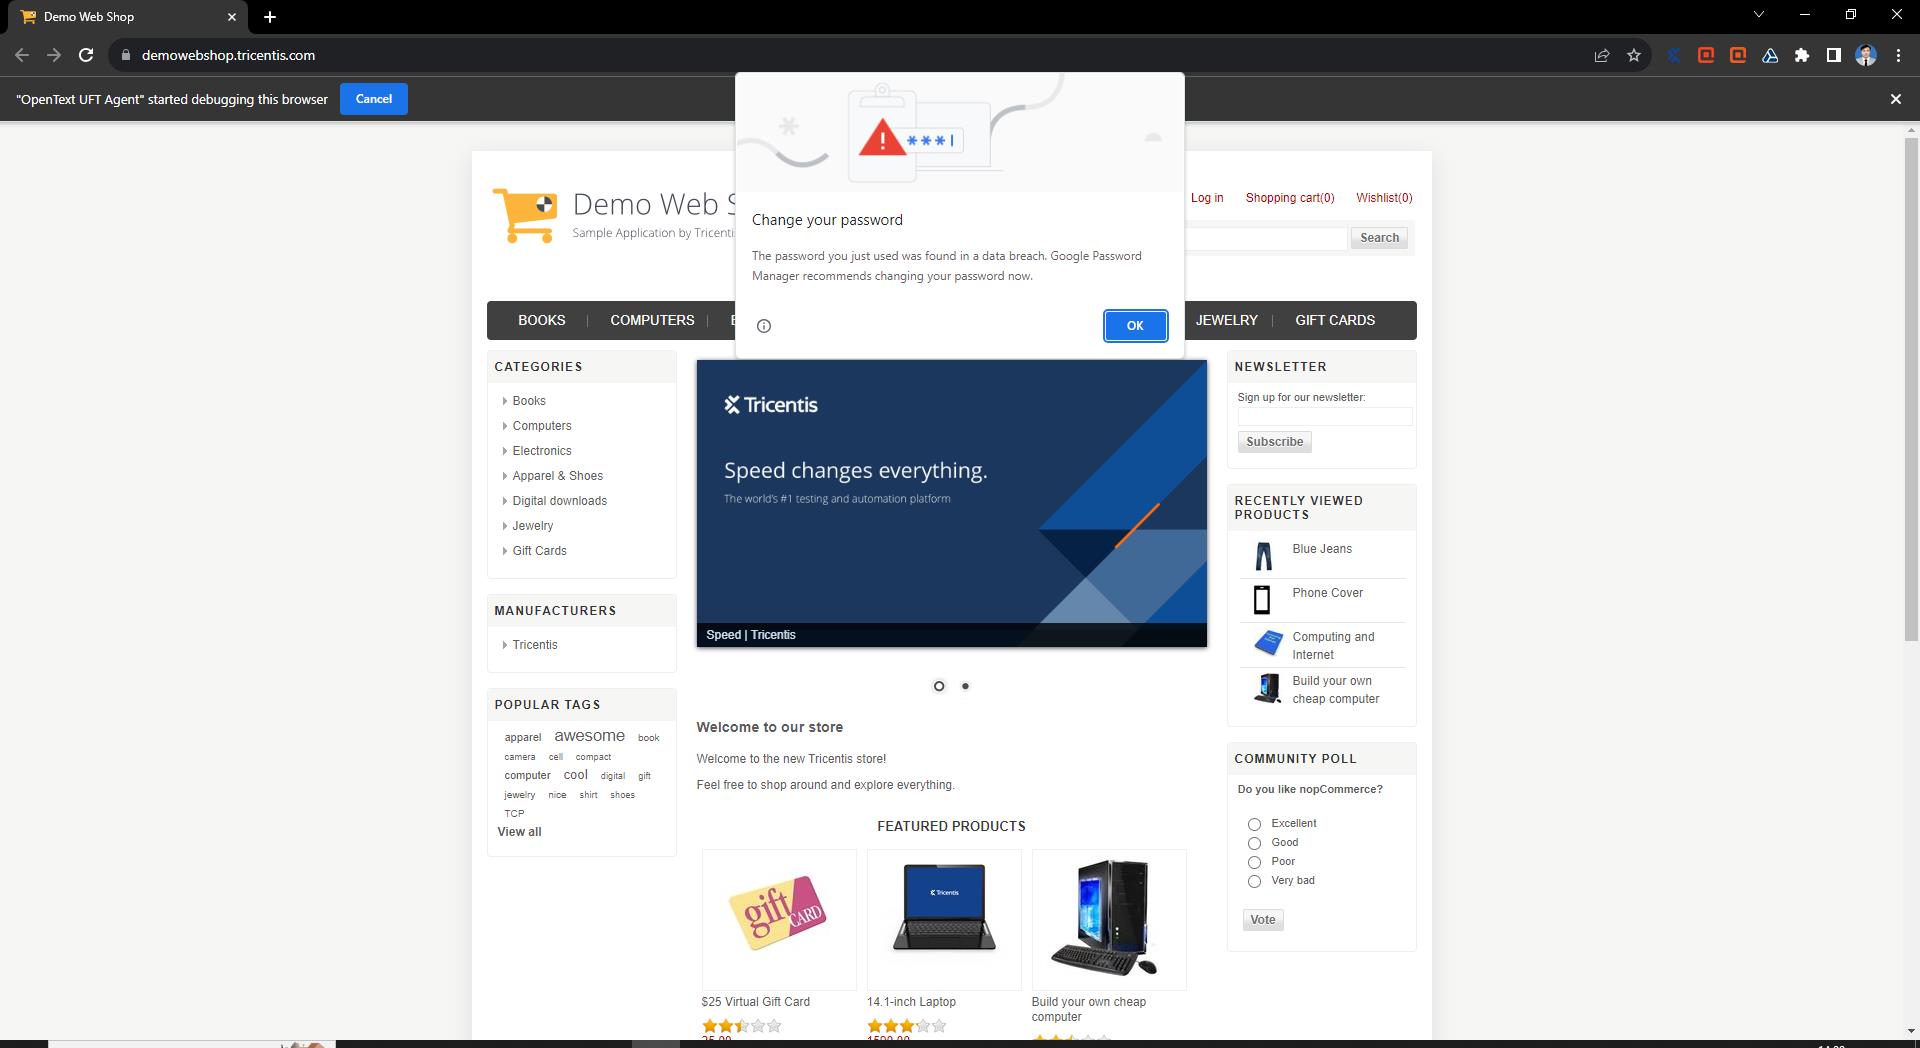 Demo Web Shop
demowebshop.tricentis.com
"OpenText UFT Agent" started debugging this browser
Cancel
***
Change your password
The password you just used was found in a data breach. Google Password
Manager recommends changing your password now.
OK
Demo Web S
Sample Application by Tricenti
Log in
Shopping cart(0)
Wishlist(0)
Search
BOOKS
COMPUTERS
JEWELRY
GIFT CARDS
CATEGORIES
Books
Computers
Electronics
Apparel & Shoes
Digital downloads
Jewelry
Gift Cards
MANUFACTURERS
Tricentis
POPULAR TAGS
apparel awesome book
camera cell compact
computer cool digital gift
jewelry nice shirt shoes
TCP
View all
Tricentis
Speed changes everything.
The world's #1 testing and automation platform
Speed | Tricentis
Welcome to our store
Welcome to the new Tricentis store!
Feel free to shop around and explore everything.
FEATURED PRODUCTS
gift
CARD
Tricentis
$25 Virtual Gift Card
14.1-inch Laptop
Build your own cheap
computer
NEWSLETTER
Sign up for our newsletter:
Subscribe
RECENTLY VIEWED
PRODUCTS
Blue Jeans
Phone Cover
Computing and
Internet
Build your own
cheap computer
COMMUNITY POLL
Do you like nopCommerce?
Excellent
Good
Poor
Very bad
Vote